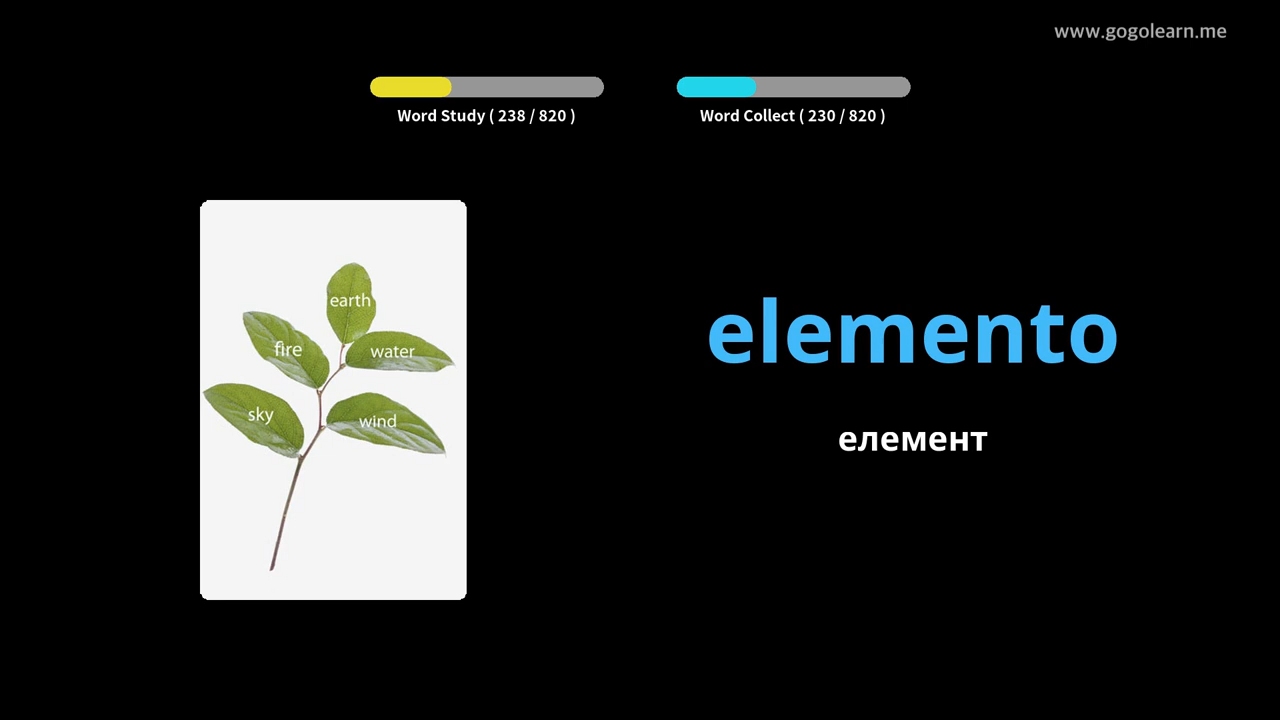 www.gogolearn.me
Word Study ( 238 / 820 )
Word Collect ( 230 / 820 )
earth
fire
water
sky
wind
elemento
елемент